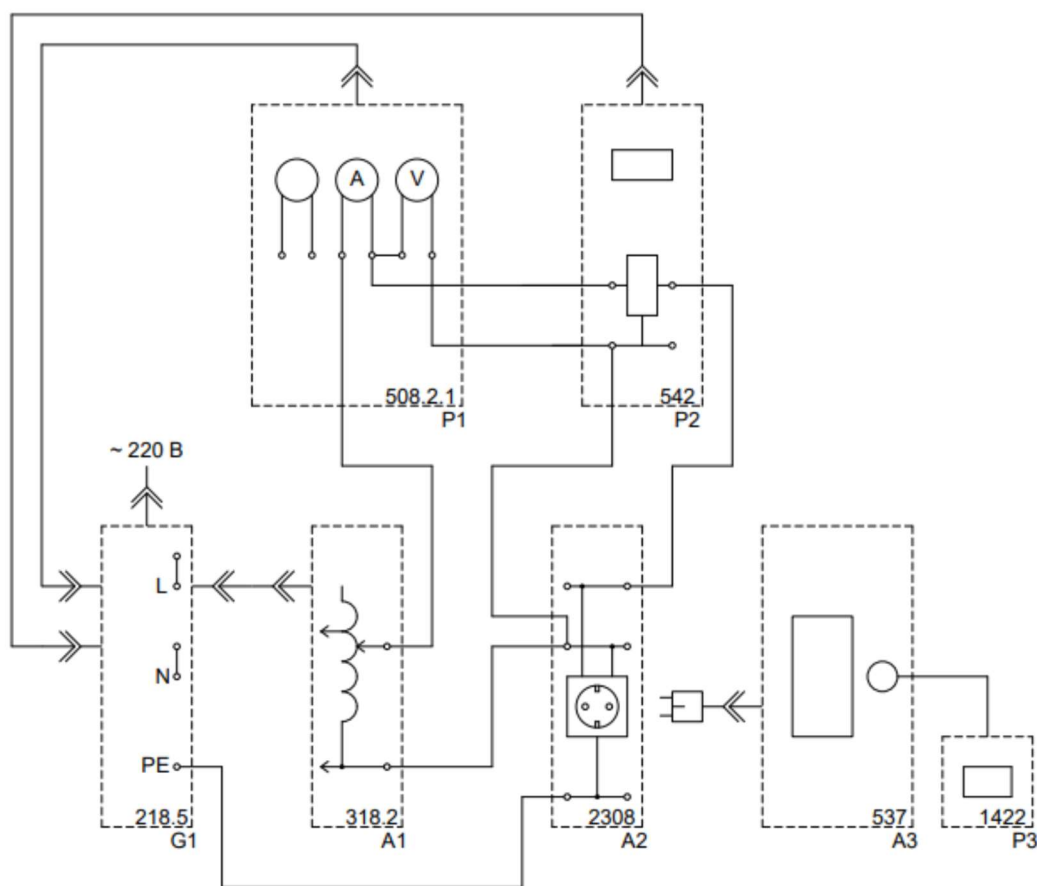 A
V
508.2.1
P1
542
P2
~ 220 В
L
N
PE
218.5
G1
318.2
A1
2308
A2
537
A3
1422
P3